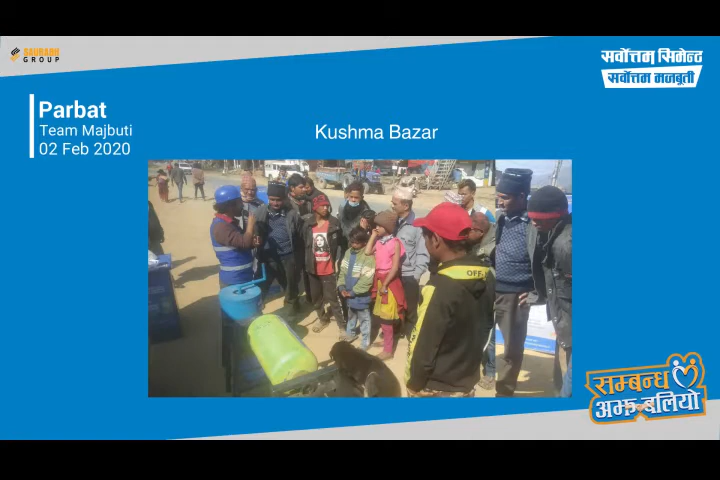 SAURABH
GROUP
सर्वोत्तम सिमेन्ट
सर्वोत्तम मजबूती
Parbat
Team Majbuti
02 Feb 2020
Kushma Bazar
OFF
सम्बन्ध
अझ बलियो